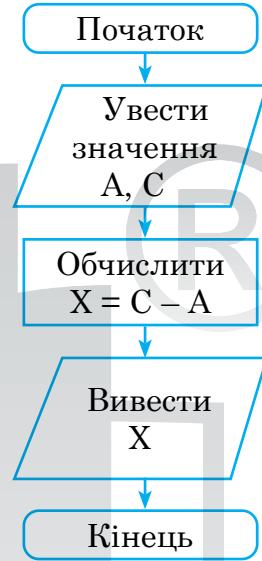 Початок
Увести
значення
A, C
Обчислити
X = C – A
Вивести
X
Кінець